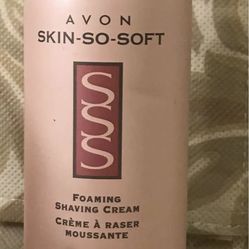 AVON
SKIN-SO-SOFT
SSS
FOAMING
SHAVING CREAM
CRÈME À RASER
MOUSSANTE